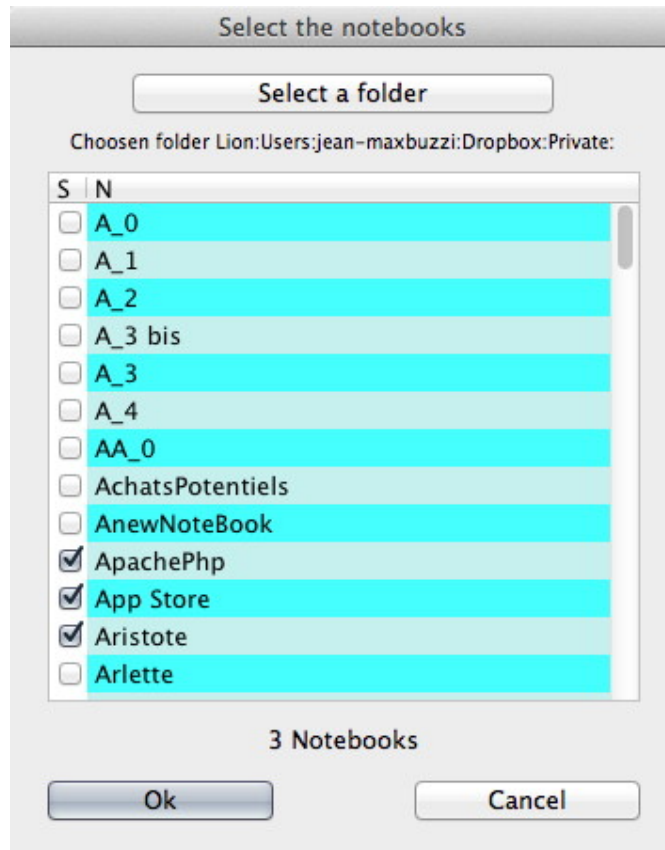 Select the notebooks
Select a folder
Choosen folder Lion:Users:jean-maxbuzzi:Dropbox:Private:
S N
A_0
A_1
A_2
A_3 bis
A_3
A_4
AA_0
AchatsPotentiels
AnewNoteBook
ApachePhp
App Store
Aristote
Arlette
3 Notebooks
Ok Cancel